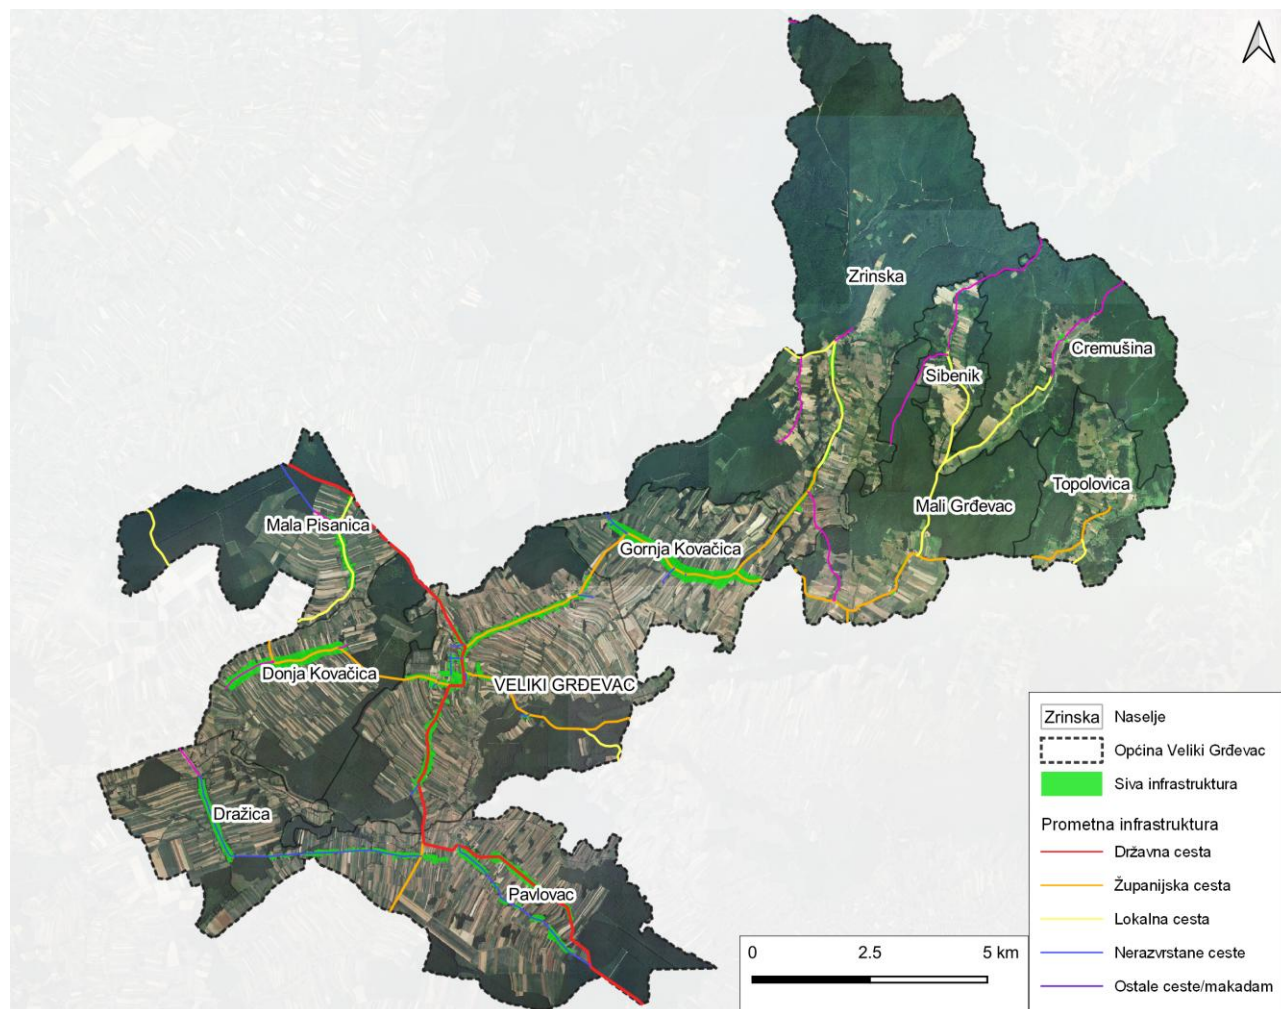 Zrinska
Cremušina
Sibenik
Topolovica
Mali Grđevac
Mala Pisanica
Gornja Kovačica
Donja Kovačica
VELIKI GRĐEVAC
Dražica
Pavlovac
Zrinska Naselje
Općina Veliki Grđevac
Siva infrastruktura
Prometna infrastruktura
Državna cesta
Županijska cesta
Lokalna cesta
Nerazvrstane ceste
Ostale ceste/makadam
0 2.5 5 km